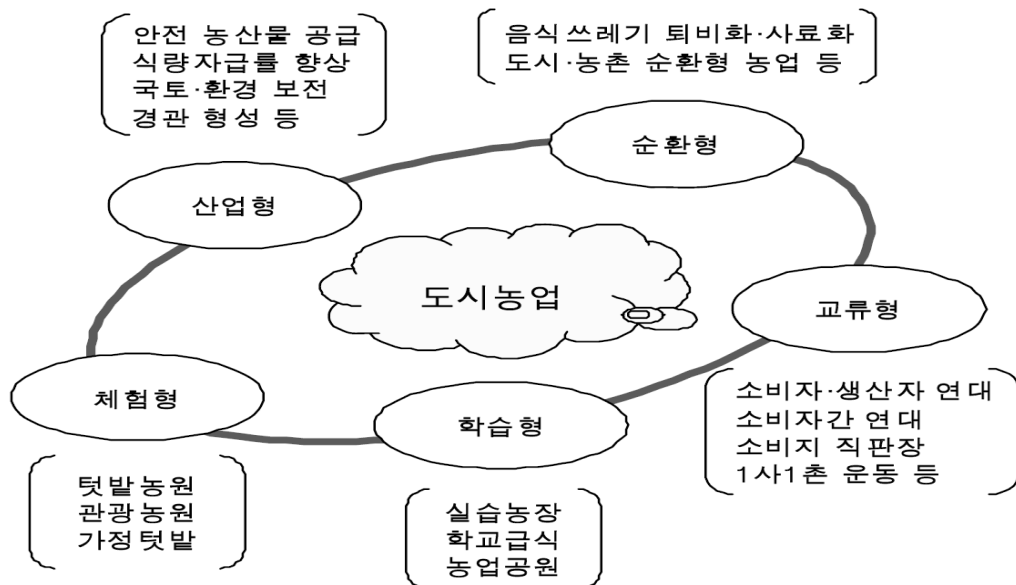 안전 농산물 공급
식량자급률 향상
국토·환경 보전
경관 형성 등
음식쓰레기 퇴비화·사료화
도시·농촌 순환형 농업 등
순환형
산업형
도시농업
교류형
체험형
학습형
소비자·생산자 연대
소비자간 연대
소비지 직판장
1사1촌 운동 등
텃밭농원
관광농원
가정텃밭
실습농장
학교급식
농업공원